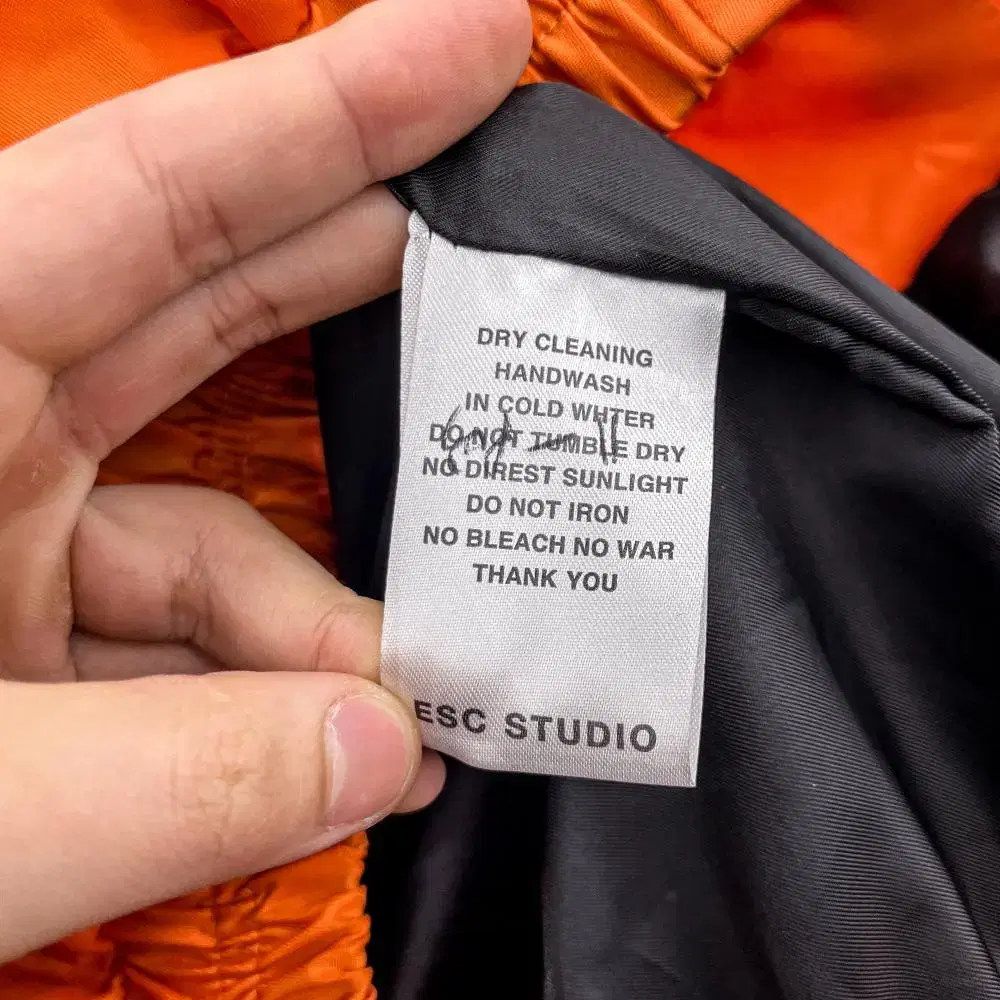 DRY CLEANING
HANDWASH
IN COLD WHTER
DO NOT TUMBLE DRY
NO DIREST SUNLIGHT
DO NOT IRON
NO BLEACH NO WAR
THANK YOU
ESC STUDIO